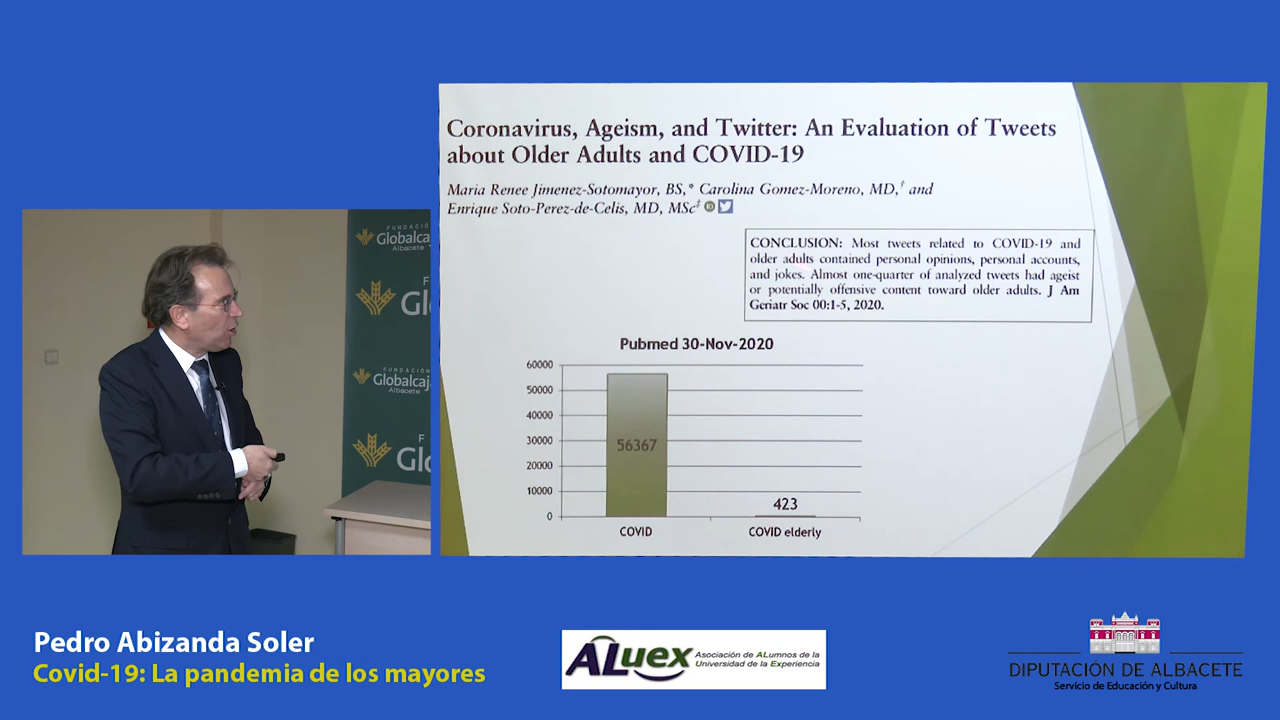 Coronavirus, Ageism, and Twitter: An Evaluation of Tweets
about Older Adults and COVID-19
Maria Renee Jimenez-Sotomayor, BS,* Carolina Gomez-Moreno, MD,† and
Enrique Soto-Perez-de-Celis, MD, MSc‡
CONCLUSION: Most tweets related to COVID-19 and
older adults contained personal opinions, personal accounts,
and jokes. Almost one-quarter of analyzed tweets had ageist
or potentially offensive content toward older adults. J Am
Geriatr Soc 00:1-5, 2020.
Pubmed 30-Nov-2020
60000
50000
40000
30000
20000
10000
0
56367
423
COVID
COVID elderly
FUNDACIÓ
Globalcaj
Albacete
F
Gl
FUNDACIÓN
Globalcaj
Albacete
F
Gl
Pedro Abizanda Soler
Covid-19: La pandemia de los mayores
ALUEX
Asociación de ALumnos de la
Universidad de la Experiencia
DIPUTACIÓN DE ALBACETE
Servicio de Educación y Cultura